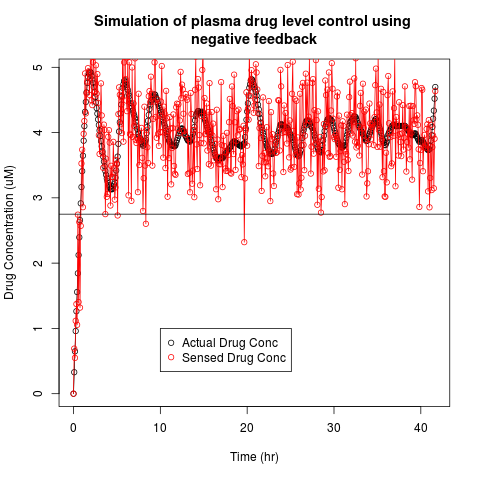 Simulation of plasma drug level control using
negative feedback
Drug Concentration (uM)
5
4
3
2
1
0
Actual Drug Conc
Sensed Drug Conc
0 10 20 30 40
Time (hr)